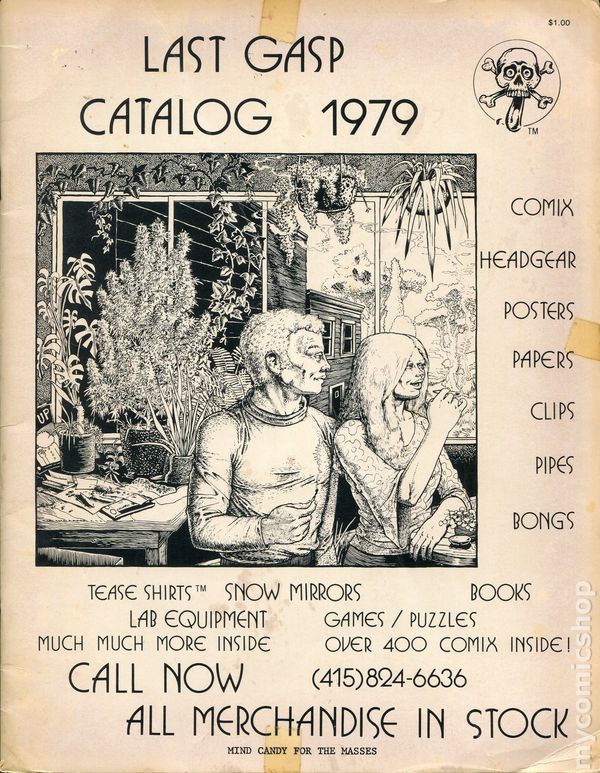 $1.00
LAST GASP
CATALOG 1979
TM
COMIX
HEADGEAR
POSTERS
PAPERS
CLIPS
PIPES
BONGS
UP
TEASE SHIRTS™ SNOW MIRRORS BOOKS
LAB EQUIPMENT GAMES / PUZZLES
MUCH MUCH MORE INSIDE OVER 400 COMIX INSIDE!
CALL NOW (415)824-6636
ALL MERCHANDISE IN STOCK
MIND CANDY FOR THE MASSES
mycomicshop